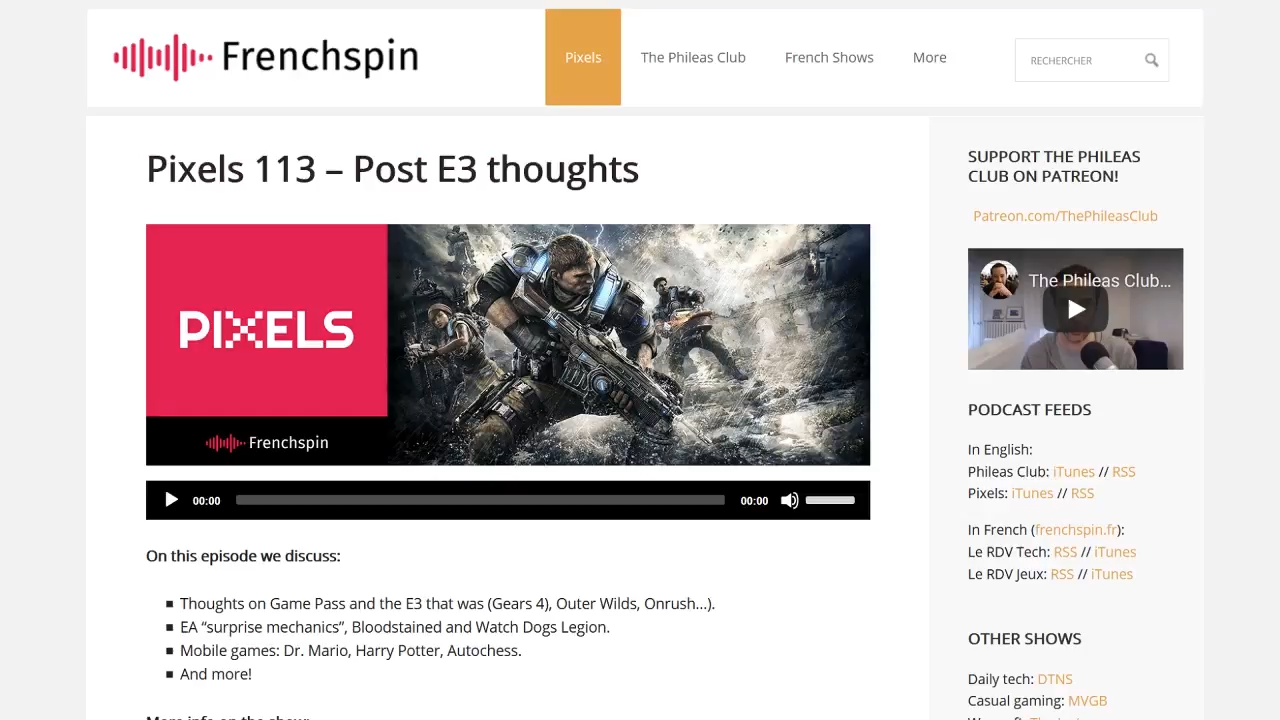 Frenchspin
Pixels
The Phileas Club
French Shows
More
RECHERCHER
Pixels 113 – Post E3 thoughts
PIXELS
Frenchspin
00:00
00:00
On this episode we discuss:
Thoughts on Game Pass and the E3 that was (Gears 4), Outer Wilds, Onrush…).
EA “surprise mechanics”, Bloodstained and Watch Dogs Legion.
Mobile games: Dr. Mario, Harry Potter, Autochess.
And more!
More info on the show:
SUPPORT THE PHILEAS
CLUB ON PATREON!
Patreon.com/ThePhileasClub
The Phileas Club...
PODCAST FEEDS
In English:
Phileas Club: iTunes // RSS
Pixels: iTunes // RSS
In French (frenchspin.fr):
Le RDV Tech: RSS // iTunes
Le RDV Jeux: RSS // iTunes
OTHER SHOWS
Daily tech: DTNS
Casual gaming: MVGB